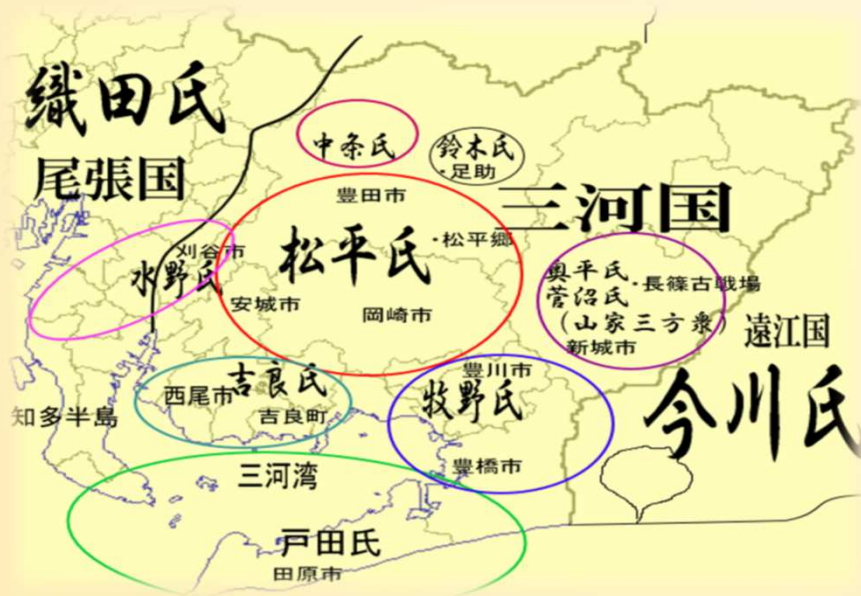 織田氏
尾張国
中条氏
鈴木氏
・足助
豊田市
三河国
松平氏
・松平郷
刈谷市
水野氏
安城市
岡崎市
奥平氏
・長篠古戦場
菅沼氏
（山家三方衆）
新城市
遠江国
今川氏
吉良氏
西尾市
吉良町
知多半島
豊川市
牧野氏
豊橋市
三河湾
戸田氏
田原市